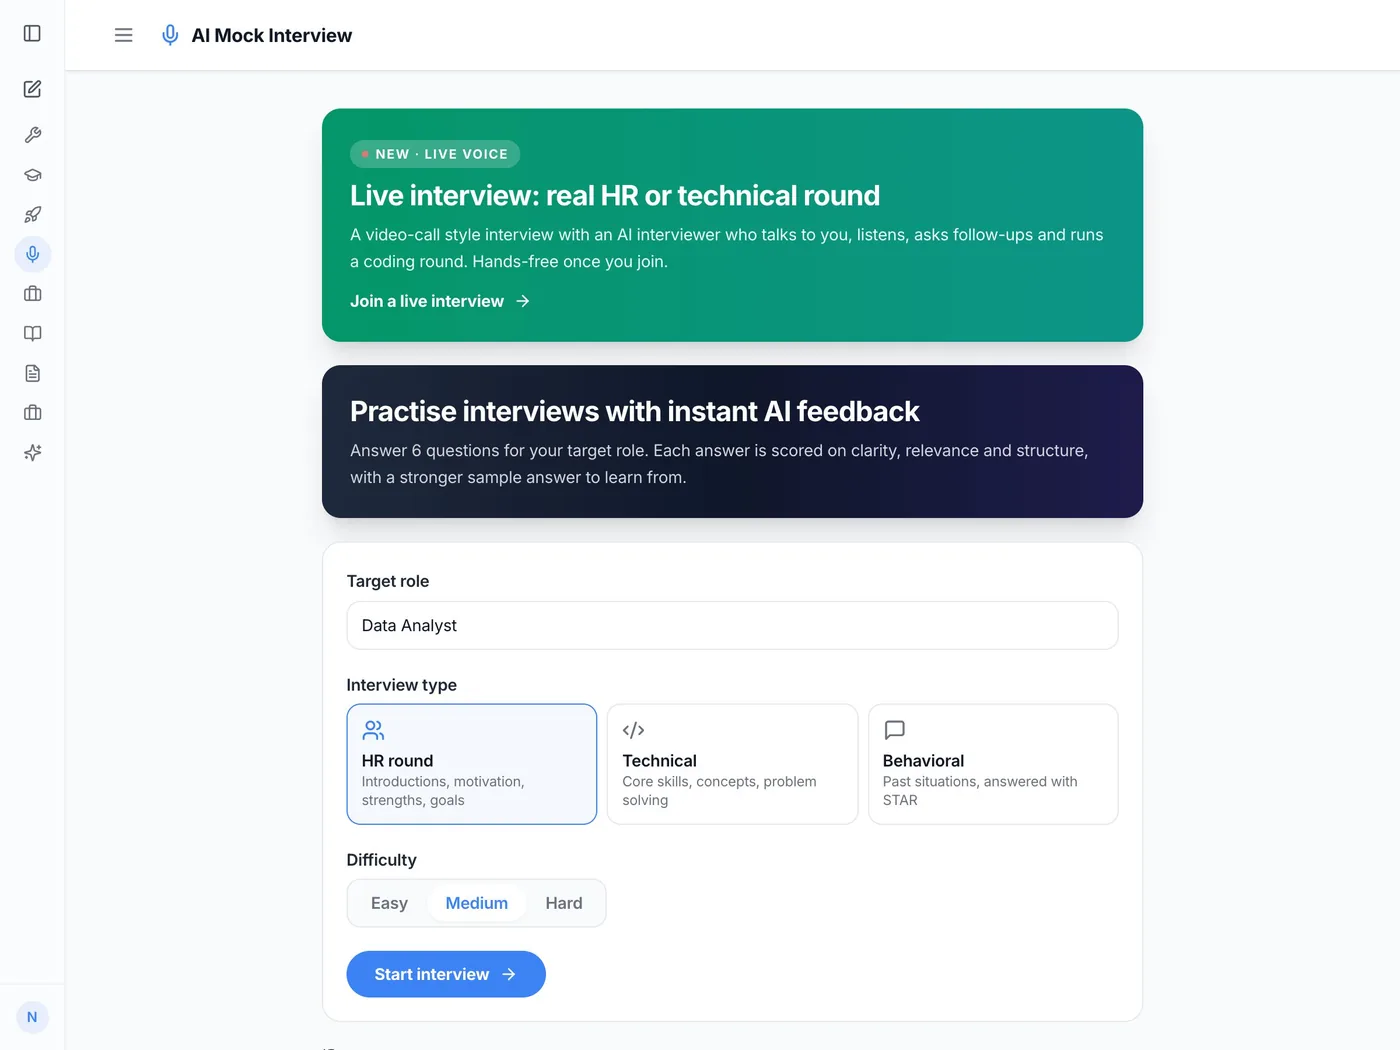 AI Mock Interview
NEW · LIVE VOICE
Live interview: real HR or technical round
A video-call style interview with an AI interviewer who talks to you, listens, asks follow-ups and runs
a coding round. Hands-free once you join.
Join a live interview →
Practise interviews with instant AI feedback
Answer 6 questions for your target role. Each answer is scored on clarity, relevance and structure,
with a stronger sample answer to learn from.
Target role
Data Analyst
Interview type
HR round
Introductions, motivation,
strengths, goals
Technical
Core skills, concepts, problem
solving
Behavioral
Past situations, answered with
STAR
Difficulty
Easy Medium Hard
Start interview →
N